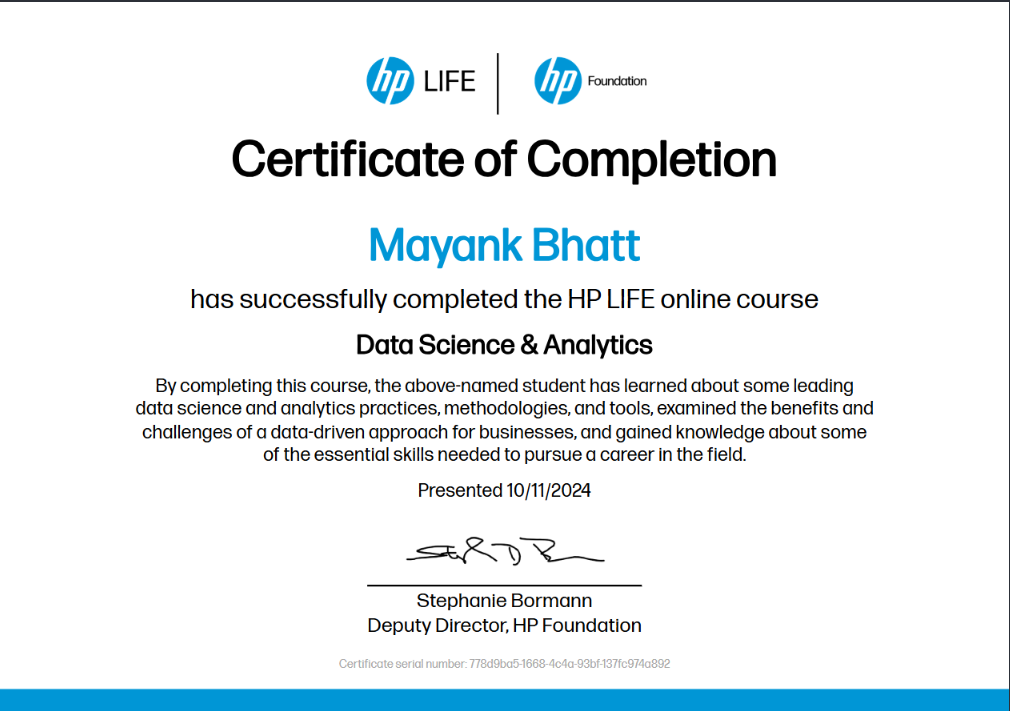 hp LIFE hp Foundation
Certificate of Completion
Mayank Bhatt
has successfully completed the HP LIFE online course
Data Science & Analytics
By completing this course, the above-named student has learned about some leading
data science and analytics practices, methodologies, and tools, examined the benefits and
challenges of a data-driven approach for businesses, and gained knowledge about some
of the essential skills needed to pursue a career in the field.
Presented 10/11/2024
Stephanie Bormann
Deputy Director, HP Foundation
Certificate serial number: 778d9ba5-1668-4c4a-93bf-137fc974a892